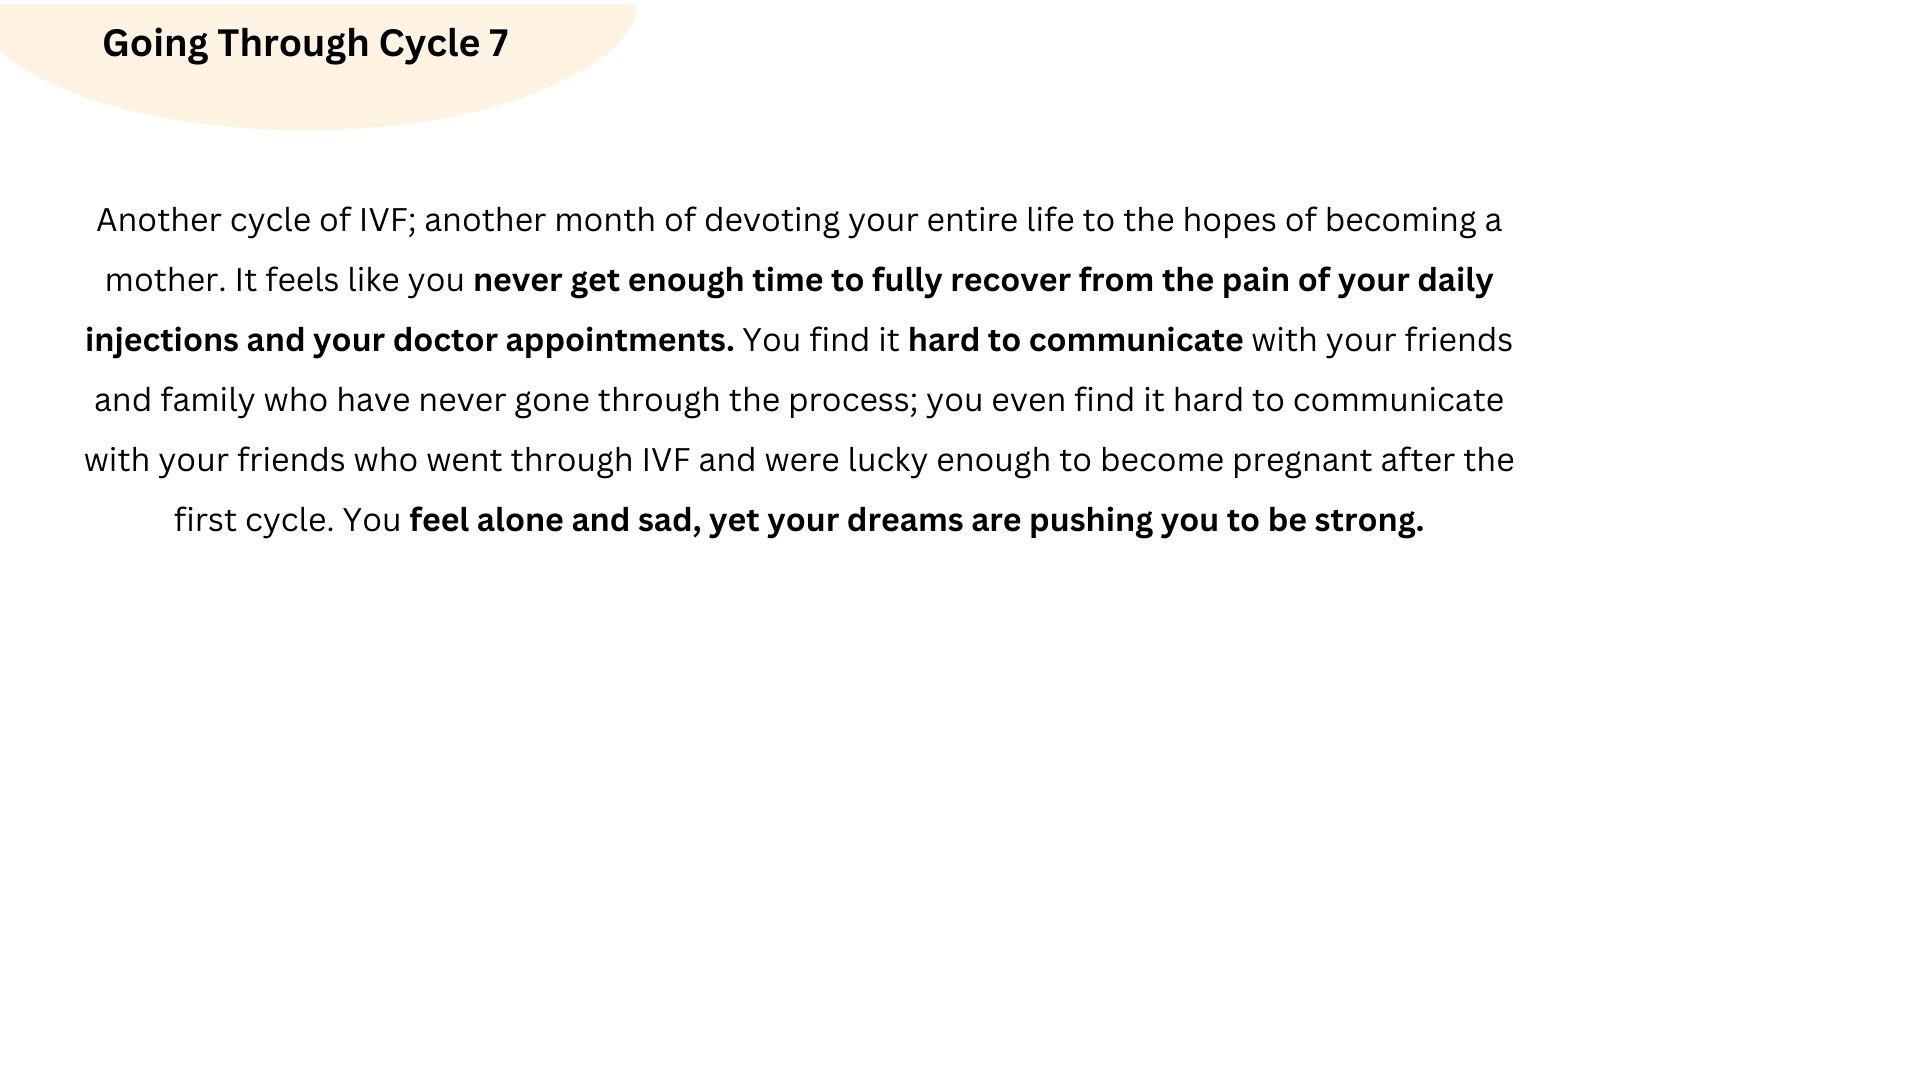 Going Through Cycle 7
Another cycle of IVF; another month of devoting your entire life to the hopes of becoming a
mother. It feels like you never get enough time to fully recover from the pain of your daily
injections and your doctor appointments. You find it hard to communicate with your friends
and family who have never gone through the process; you even find it hard to communicate
with your friends who went through IVF and were lucky enough to become pregnant after the
first cycle. You feel alone and sad, yet your dreams are pushing you to be strong.